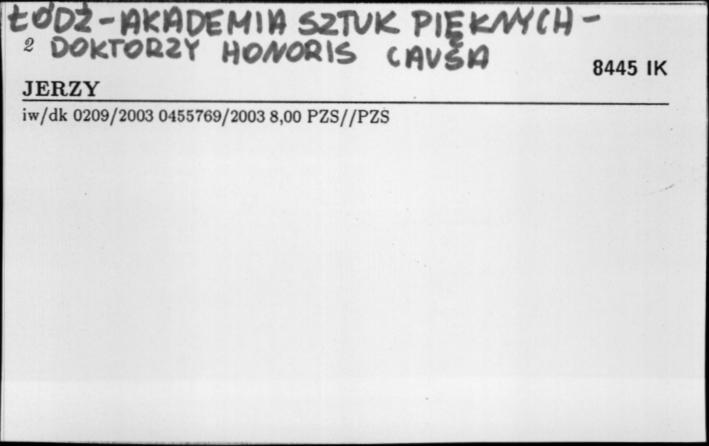 ŁÓDŹ - AKADEMIA SZTUK PIĘKNYCH -
2 DOKTORZY HONORIS CAUSA
8445 IK
JERZY
iw/dk 0209/2003 0455769/2003 8,00 PZS//PZS